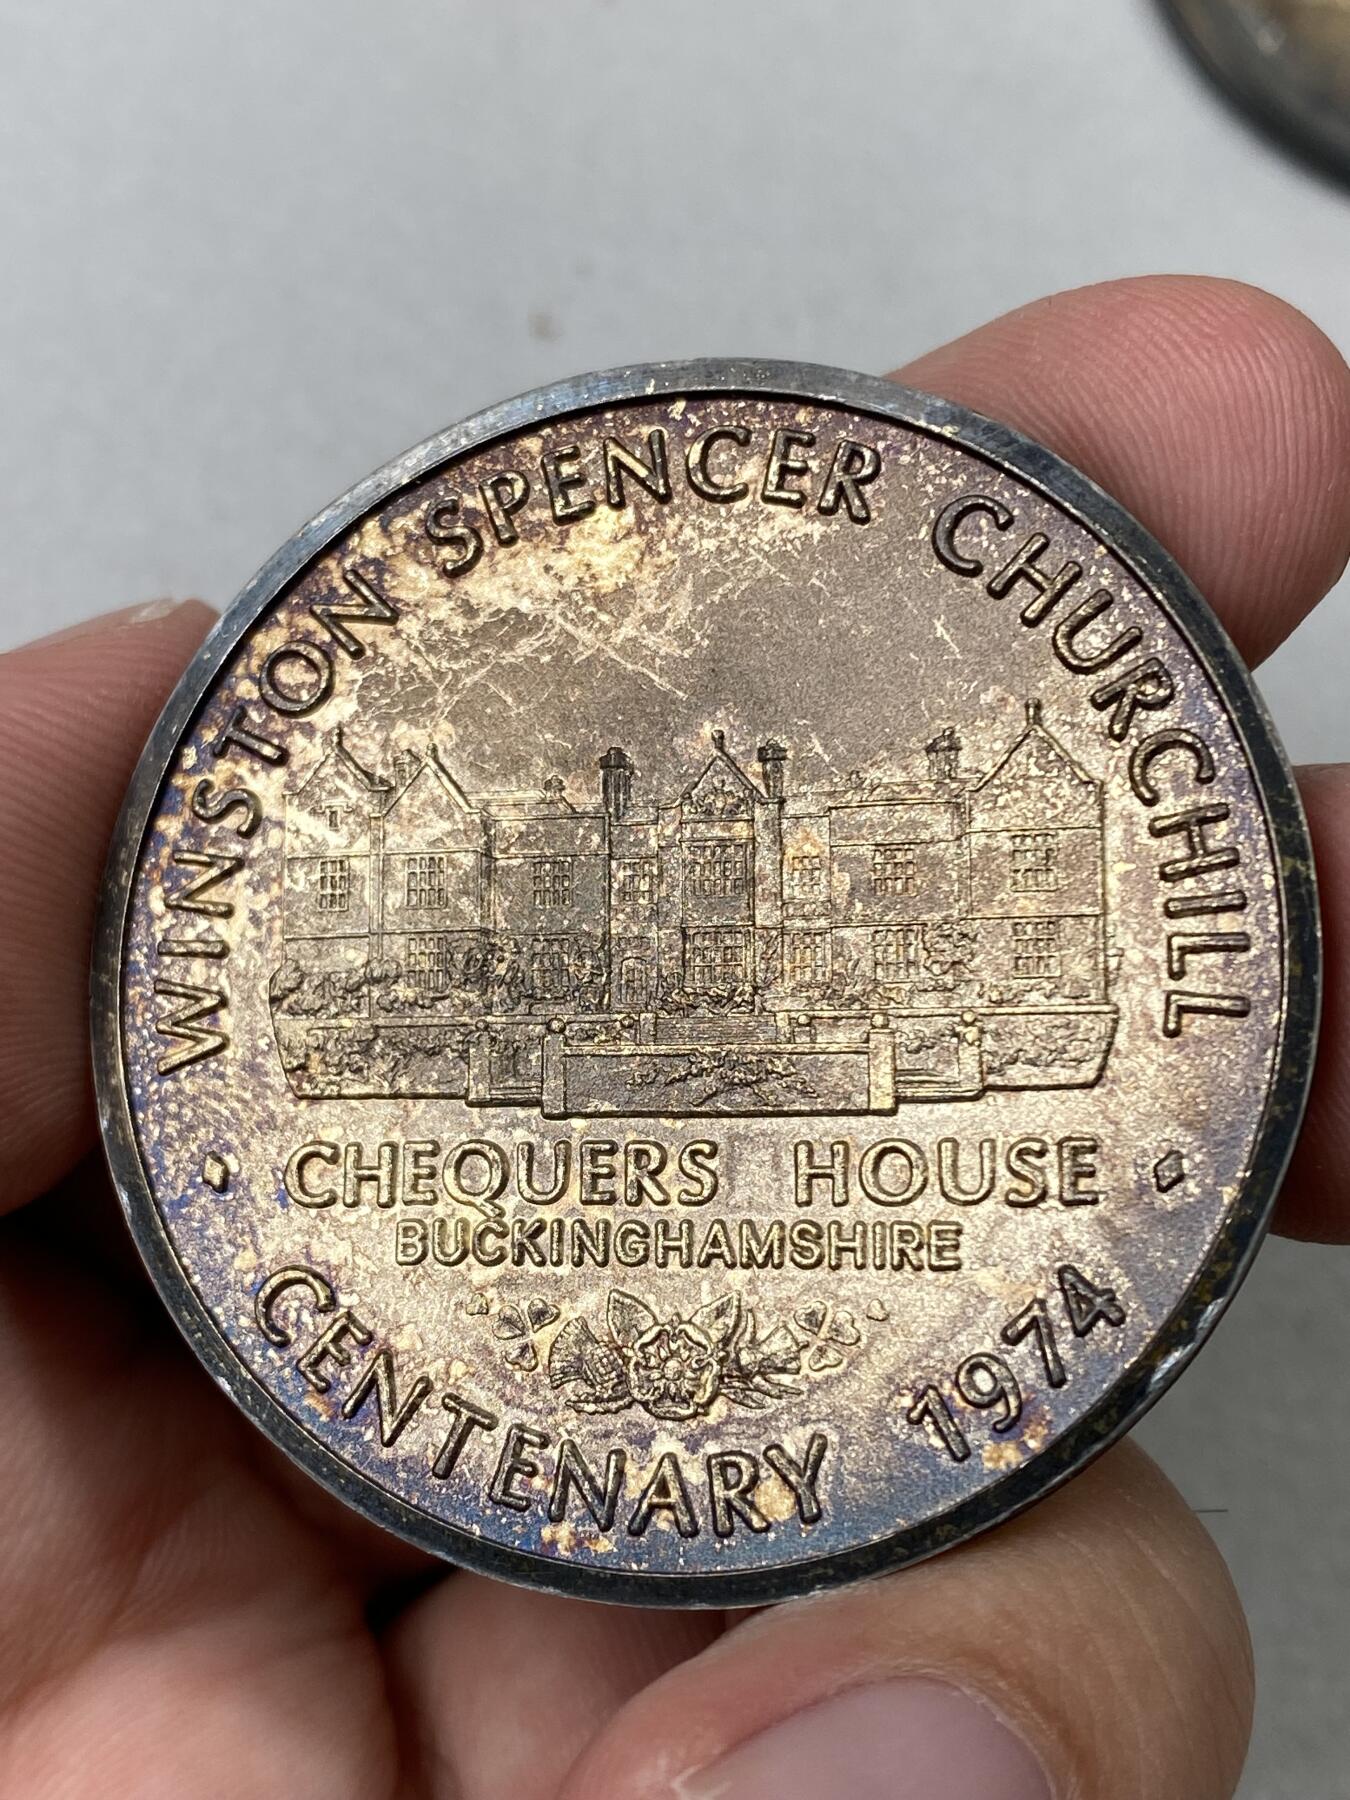 WINSTON SPENCER CHURCHILL
CHEQUERS HOUSE
BUCKINGHAMSHIRE
CENTENARY 1974